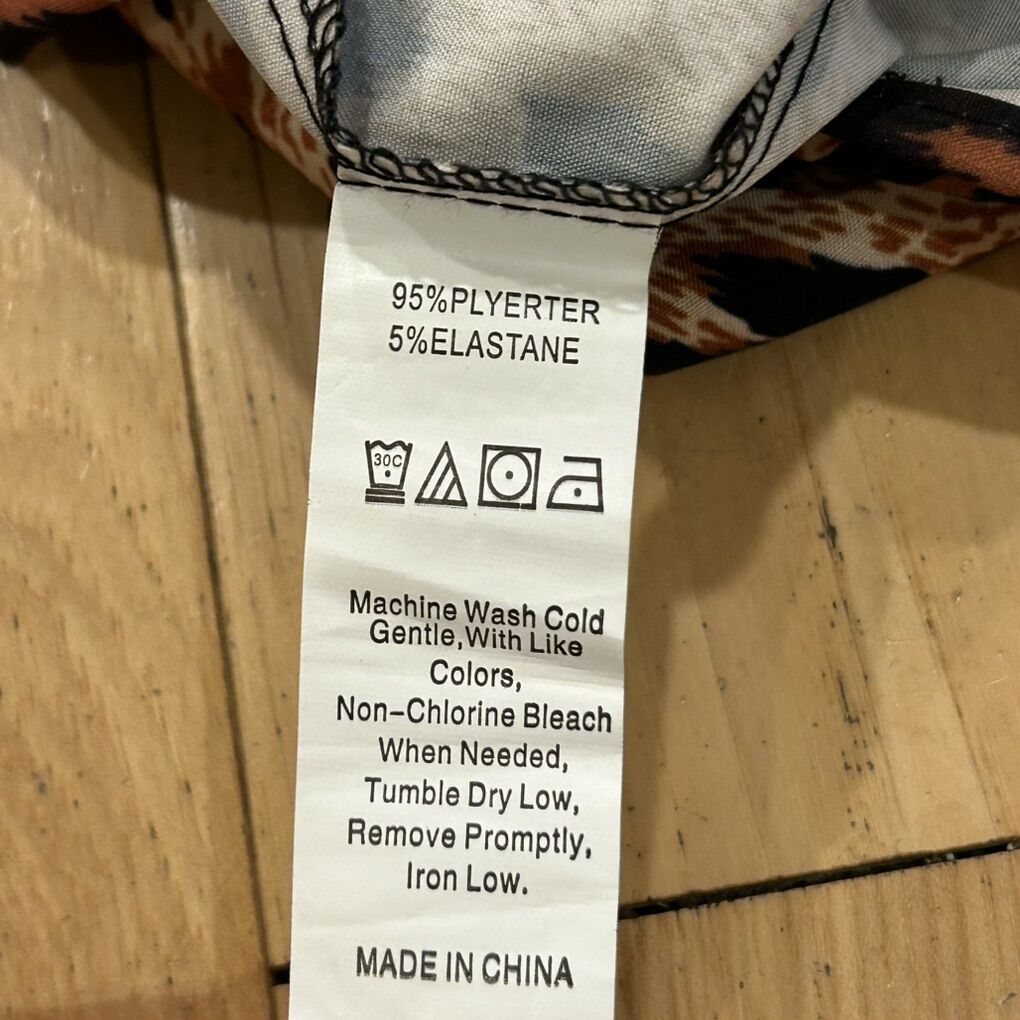 95%PLYERTER
5%ELASTANE
30C
Machine Wash Cold
Gentle,With Like
Colors,
Non-Chlorine Bleach
When Needed,
Tumble Dry Low,
Remove Promptly,
Iron Low.
MADE IN CHINA